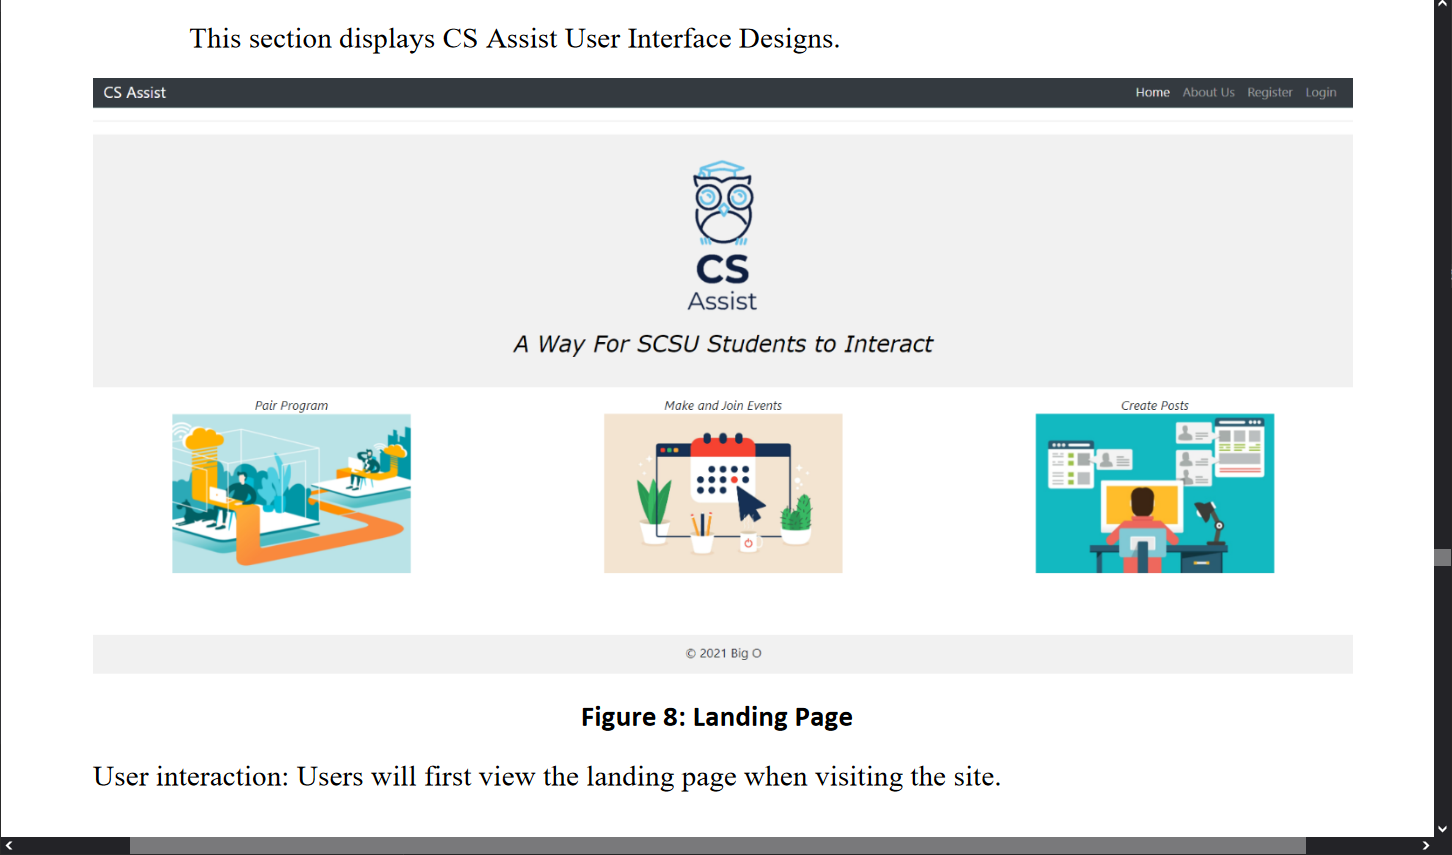 This section displays CS Assist User Interface Designs.
CS Assist Home About Us Register Login
CS
Assist
A Way For SCSU Students to Interact
Pair Program Make and Join Events Create Posts
© 2021 Big O
Figure 8: Landing Page
User interaction: Users will first view the landing page when visiting the site.